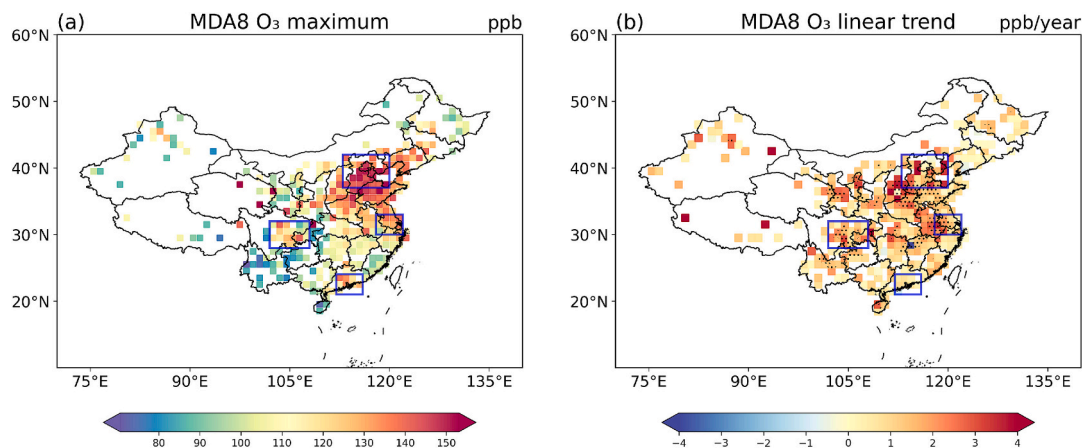 (a) MDA8 O₃ maximum ppb
60°N
50°N
40°N
30°N
20°N
75°E 90°E 105°E 120°E 135°E
80 90 100 110 120 130 140 150
(b) MDA8 O₃ linear trend ppb/year
60°N
50°N
40°N
30°N
20°N
75°E 90°E 105°E 120°E 135°E
−4 −3 −2 −1 0 1 2 3 4